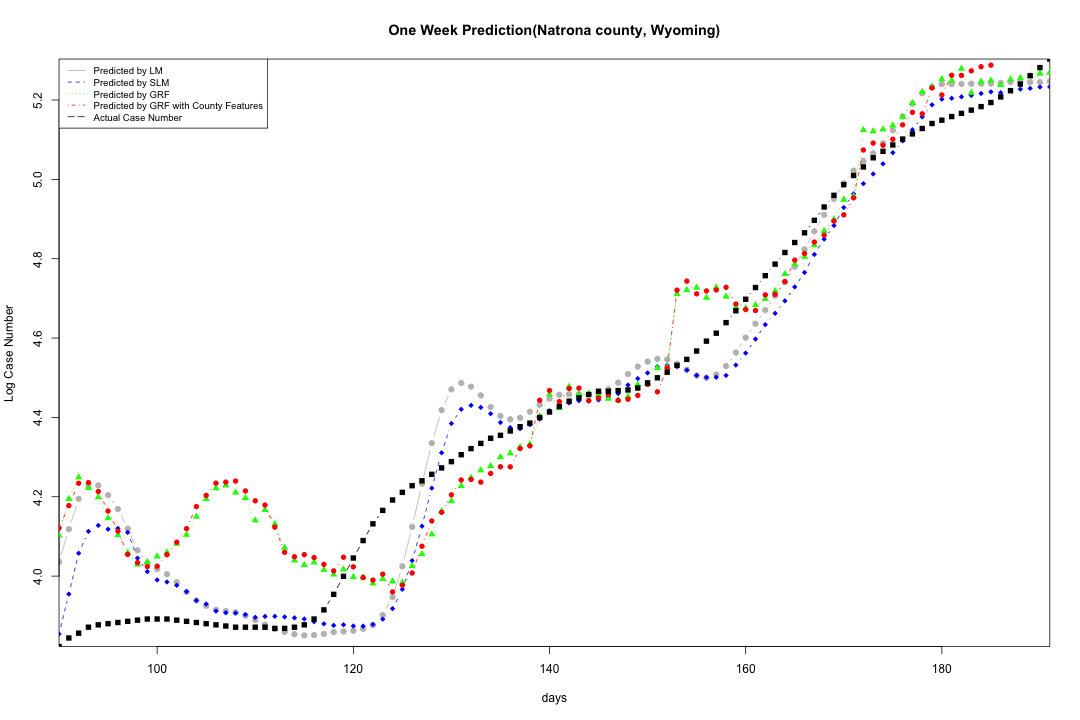 One Week Prediction(Natrona county, Wyoming)
Predicted by LM
Predicted by SLM
Predicted by GRF
Predicted by GRF with County Features
Actual Case Number
Log Case Number
5.2
5.0
4.8
4.6
4.4
4.2
4.0
100 120 140 160 180
days